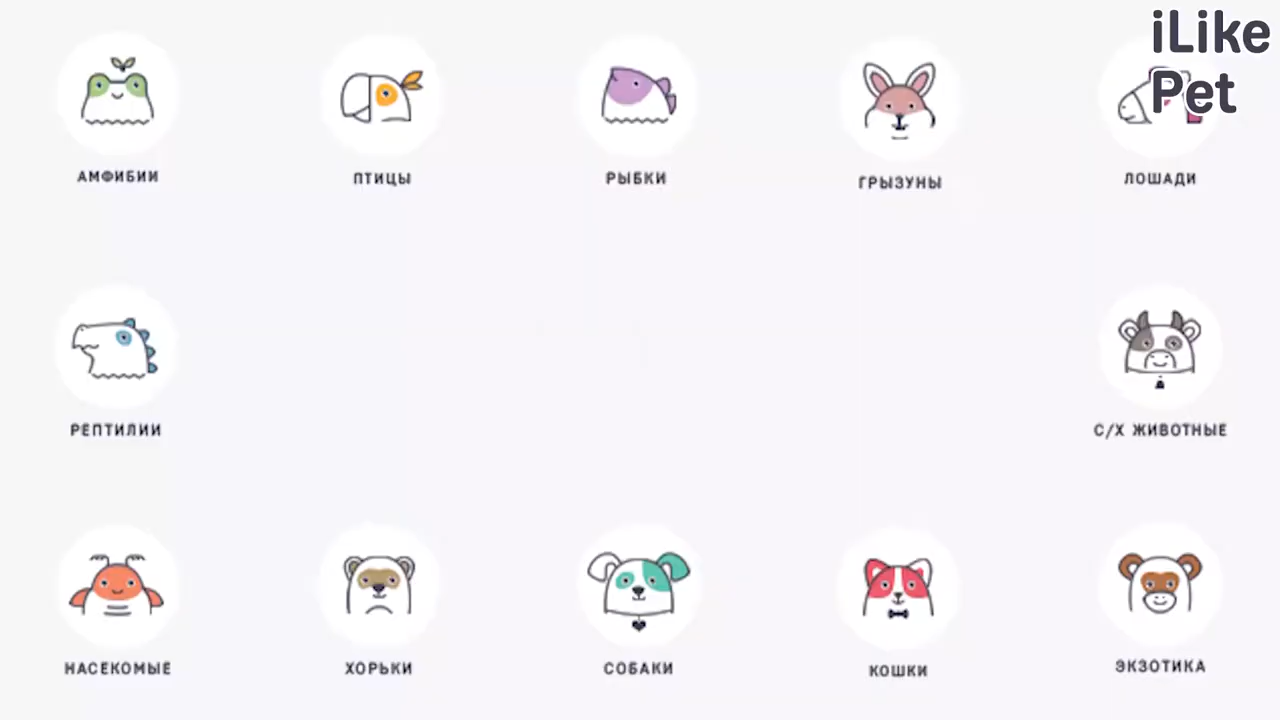 iLike
Pet
АМФИБИИ
ПТИЦЫ
РЫБКИ
ГРЫЗУНЫ
ЛОШАДИ
РЕПТИЛИИ
С/Х ЖИВОТНЫЕ
НАСЕКОМЫЕ
ХОРЬКИ
СОБАКИ
КОШКИ
ЭКЗОТИКА